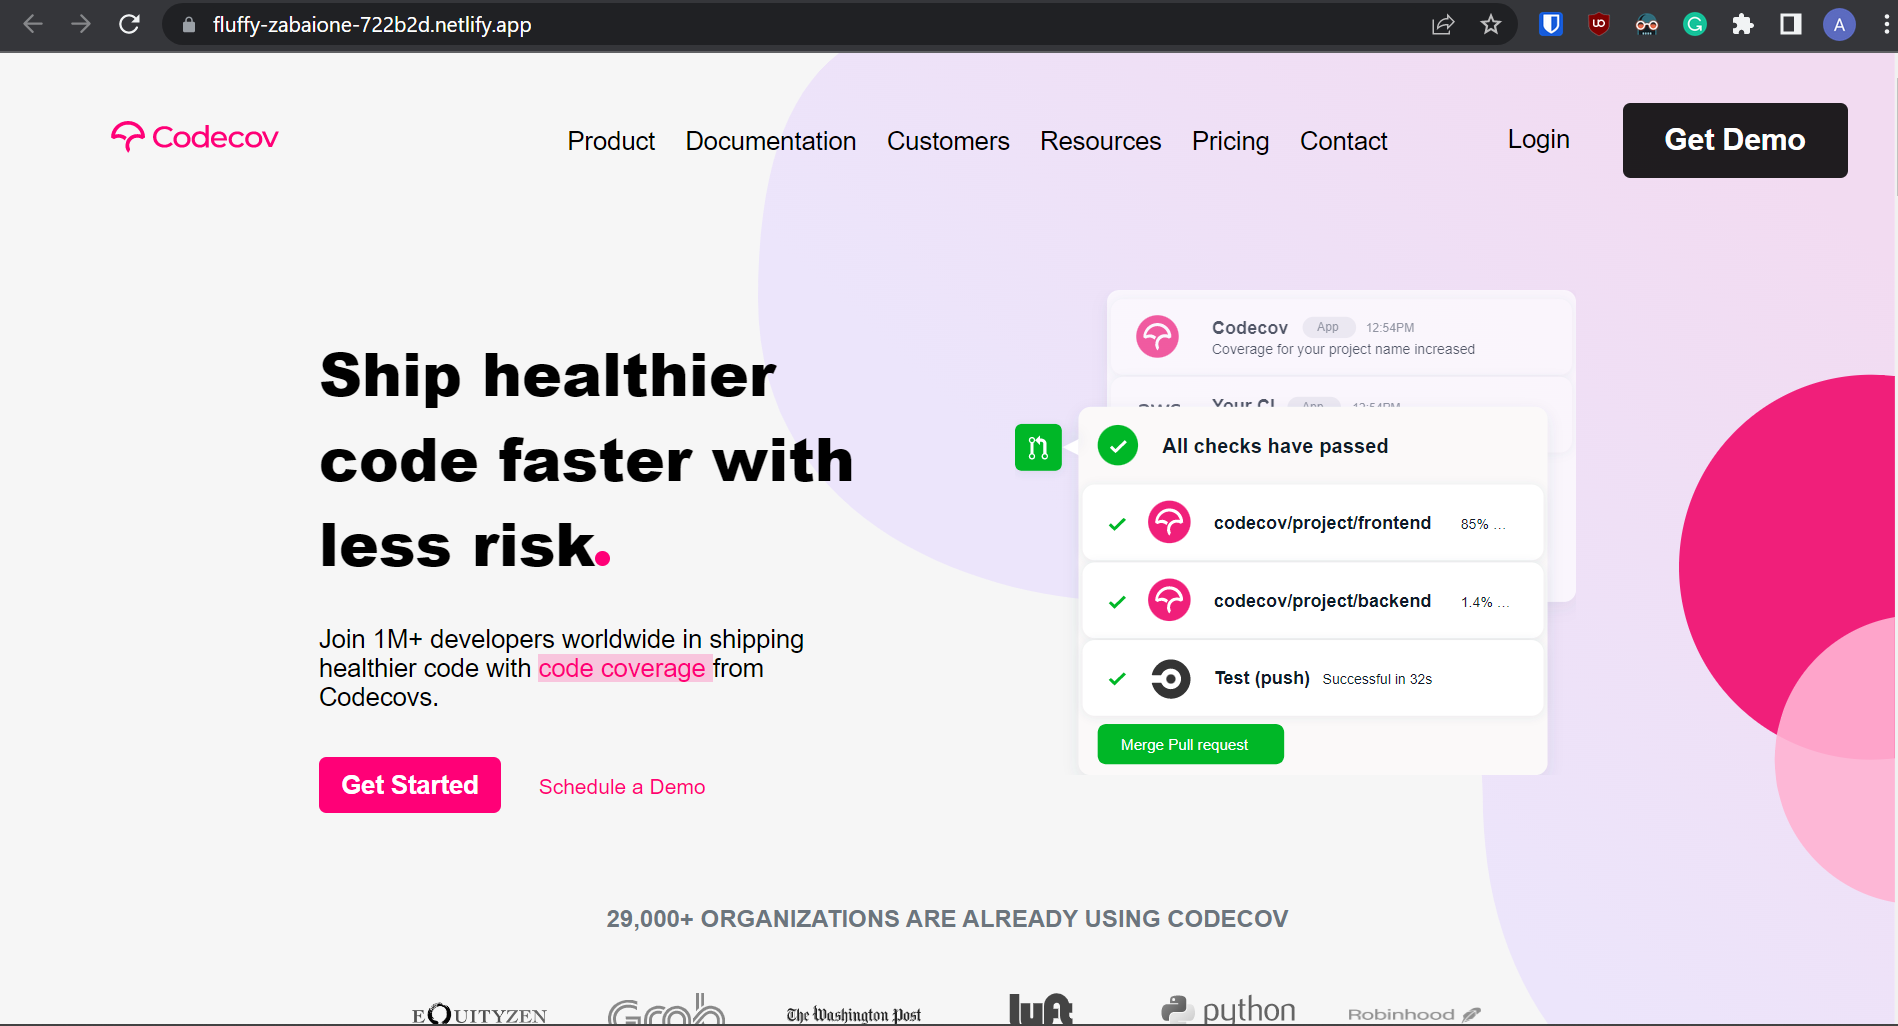 fluffy-zabaione-722b2d.netlify.app
A
Codecov
Product Documentation Customers Resources Pricing Contact Login Get Demo
Ship healthier
code faster with
less risk.
Join 1M+ developers worldwide in shipping
healthier code with code coverage from
Codecovs.
Get Started Schedule a Demo
Codecov App 12:54PM
Coverage for your project name increased
aws Your CI App 12:54PM
All checks have passed
codecov/project/frontend 85% ...
codecov/project/backend 1.4% ...
Test (push) Successful in 32s
Merge Pull request
29,000+ ORGANIZATIONS ARE ALREADY USING CODECOV
EQUITYZEN Grab The Washington Post lyft python Robinhood